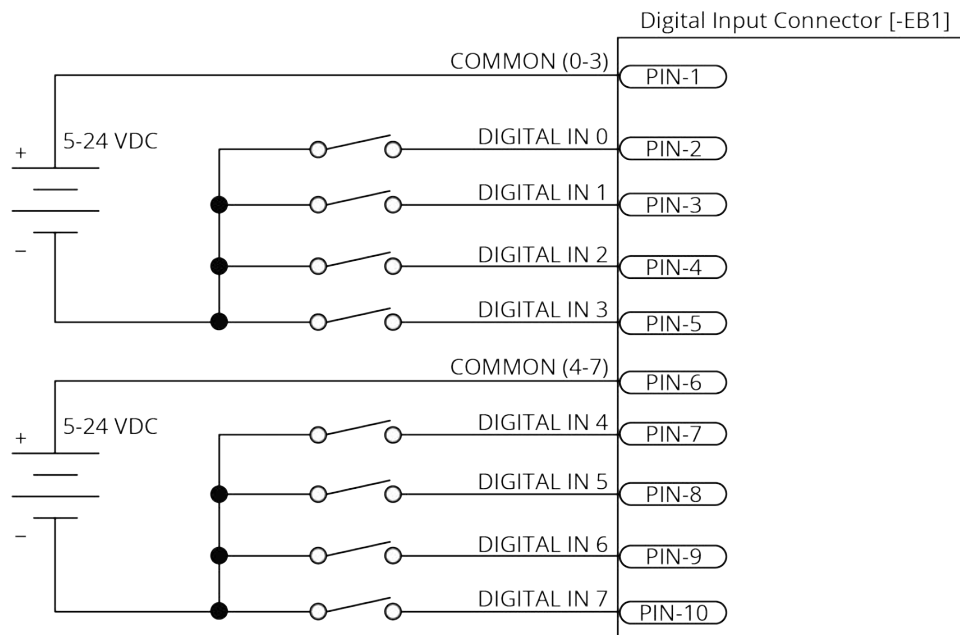 Digital Input Connector [-EB1]
COMMON (0-3)
PIN-1
5-24 VDC
+
–
DIGITAL IN 0
PIN-2
DIGITAL IN 1
PIN-3
DIGITAL IN 2
PIN-4
DIGITAL IN 3
PIN-5
COMMON (4-7)
PIN-6
5-24 VDC
+
–
DIGITAL IN 4
PIN-7
DIGITAL IN 5
PIN-8
DIGITAL IN 6
PIN-9
DIGITAL IN 7
PIN-10